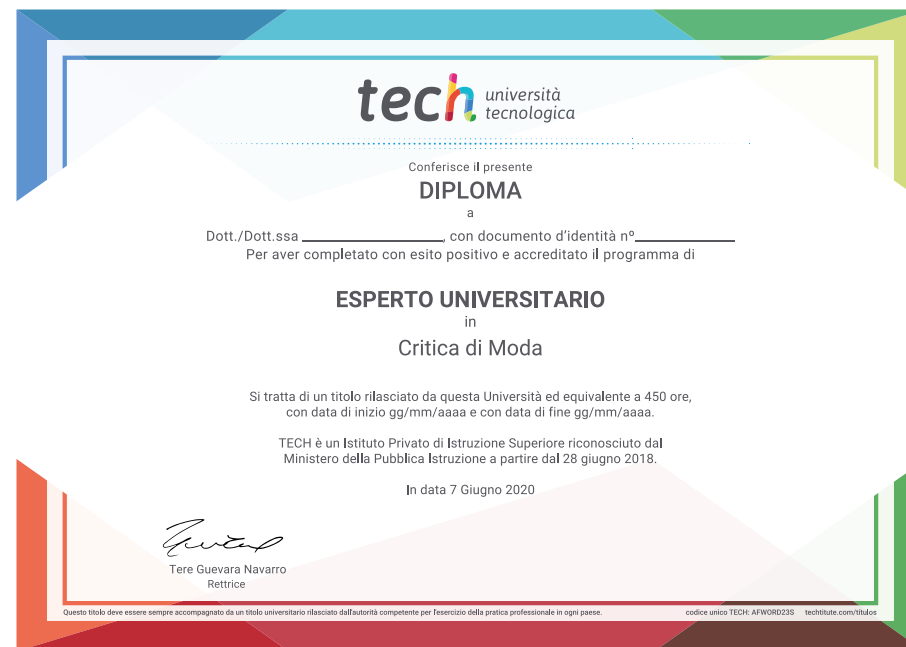 tech università
tecnologica
Conferisce il presente
DIPLOMA
a
Dott./Dott.ssa ____________________, con documento d'identità nº______________
Per aver completato con esito positivo e accreditato il programma di
ESPERTO UNIVERSITARIO
in
Critica di Moda
Si tratta di un titolo rilasciato da questa Università ed equivalente a 450 ore,
con data di inizio gg/mm/aaaa e con data di fine gg/mm/aaaa.
TECH è un Istituto Privato di Istruzione Superiore riconosciuto dal
Ministero della Pubblica Istruzione a partire dal 28 giugno 2018.
In data 7 Giugno 2020
Tere Guevara Navarro
Rettrice
Questo titolo deve essere sempre accompagnato da un titolo universitario rilasciato dall'autorità competente per l'esercizio della pratica professionale in ogni paese. codice unico TECH: AFWORD23S techtitute.com/titulos